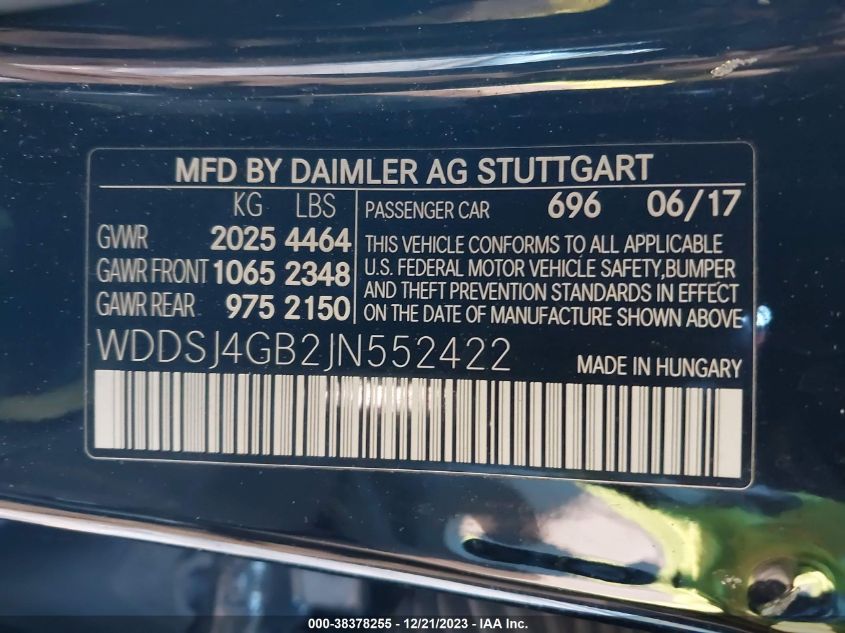 MFD BY DAIMLER AG STUTTGART
KG LBS
GVWR 2025 4464
GAWR FRONT 1065 2348
GAWR REAR 975 2150
PASSENGER CAR 696 06/17
THIS VEHICLE CONFORMS TO ALL APPLICABLE
U.S. FEDERAL MOTOR VEHICLE SAFETY,BUMPER
AND THEFT PREVENTION STANDARDS IN EFFECT
ON THE DATE OF MANUFACTURE SHOWN ABOVE
WDDSJ4GB2JN552422
MADE IN HUNGARY
000-38378255 - 12/21/2023 - IAA Inc.